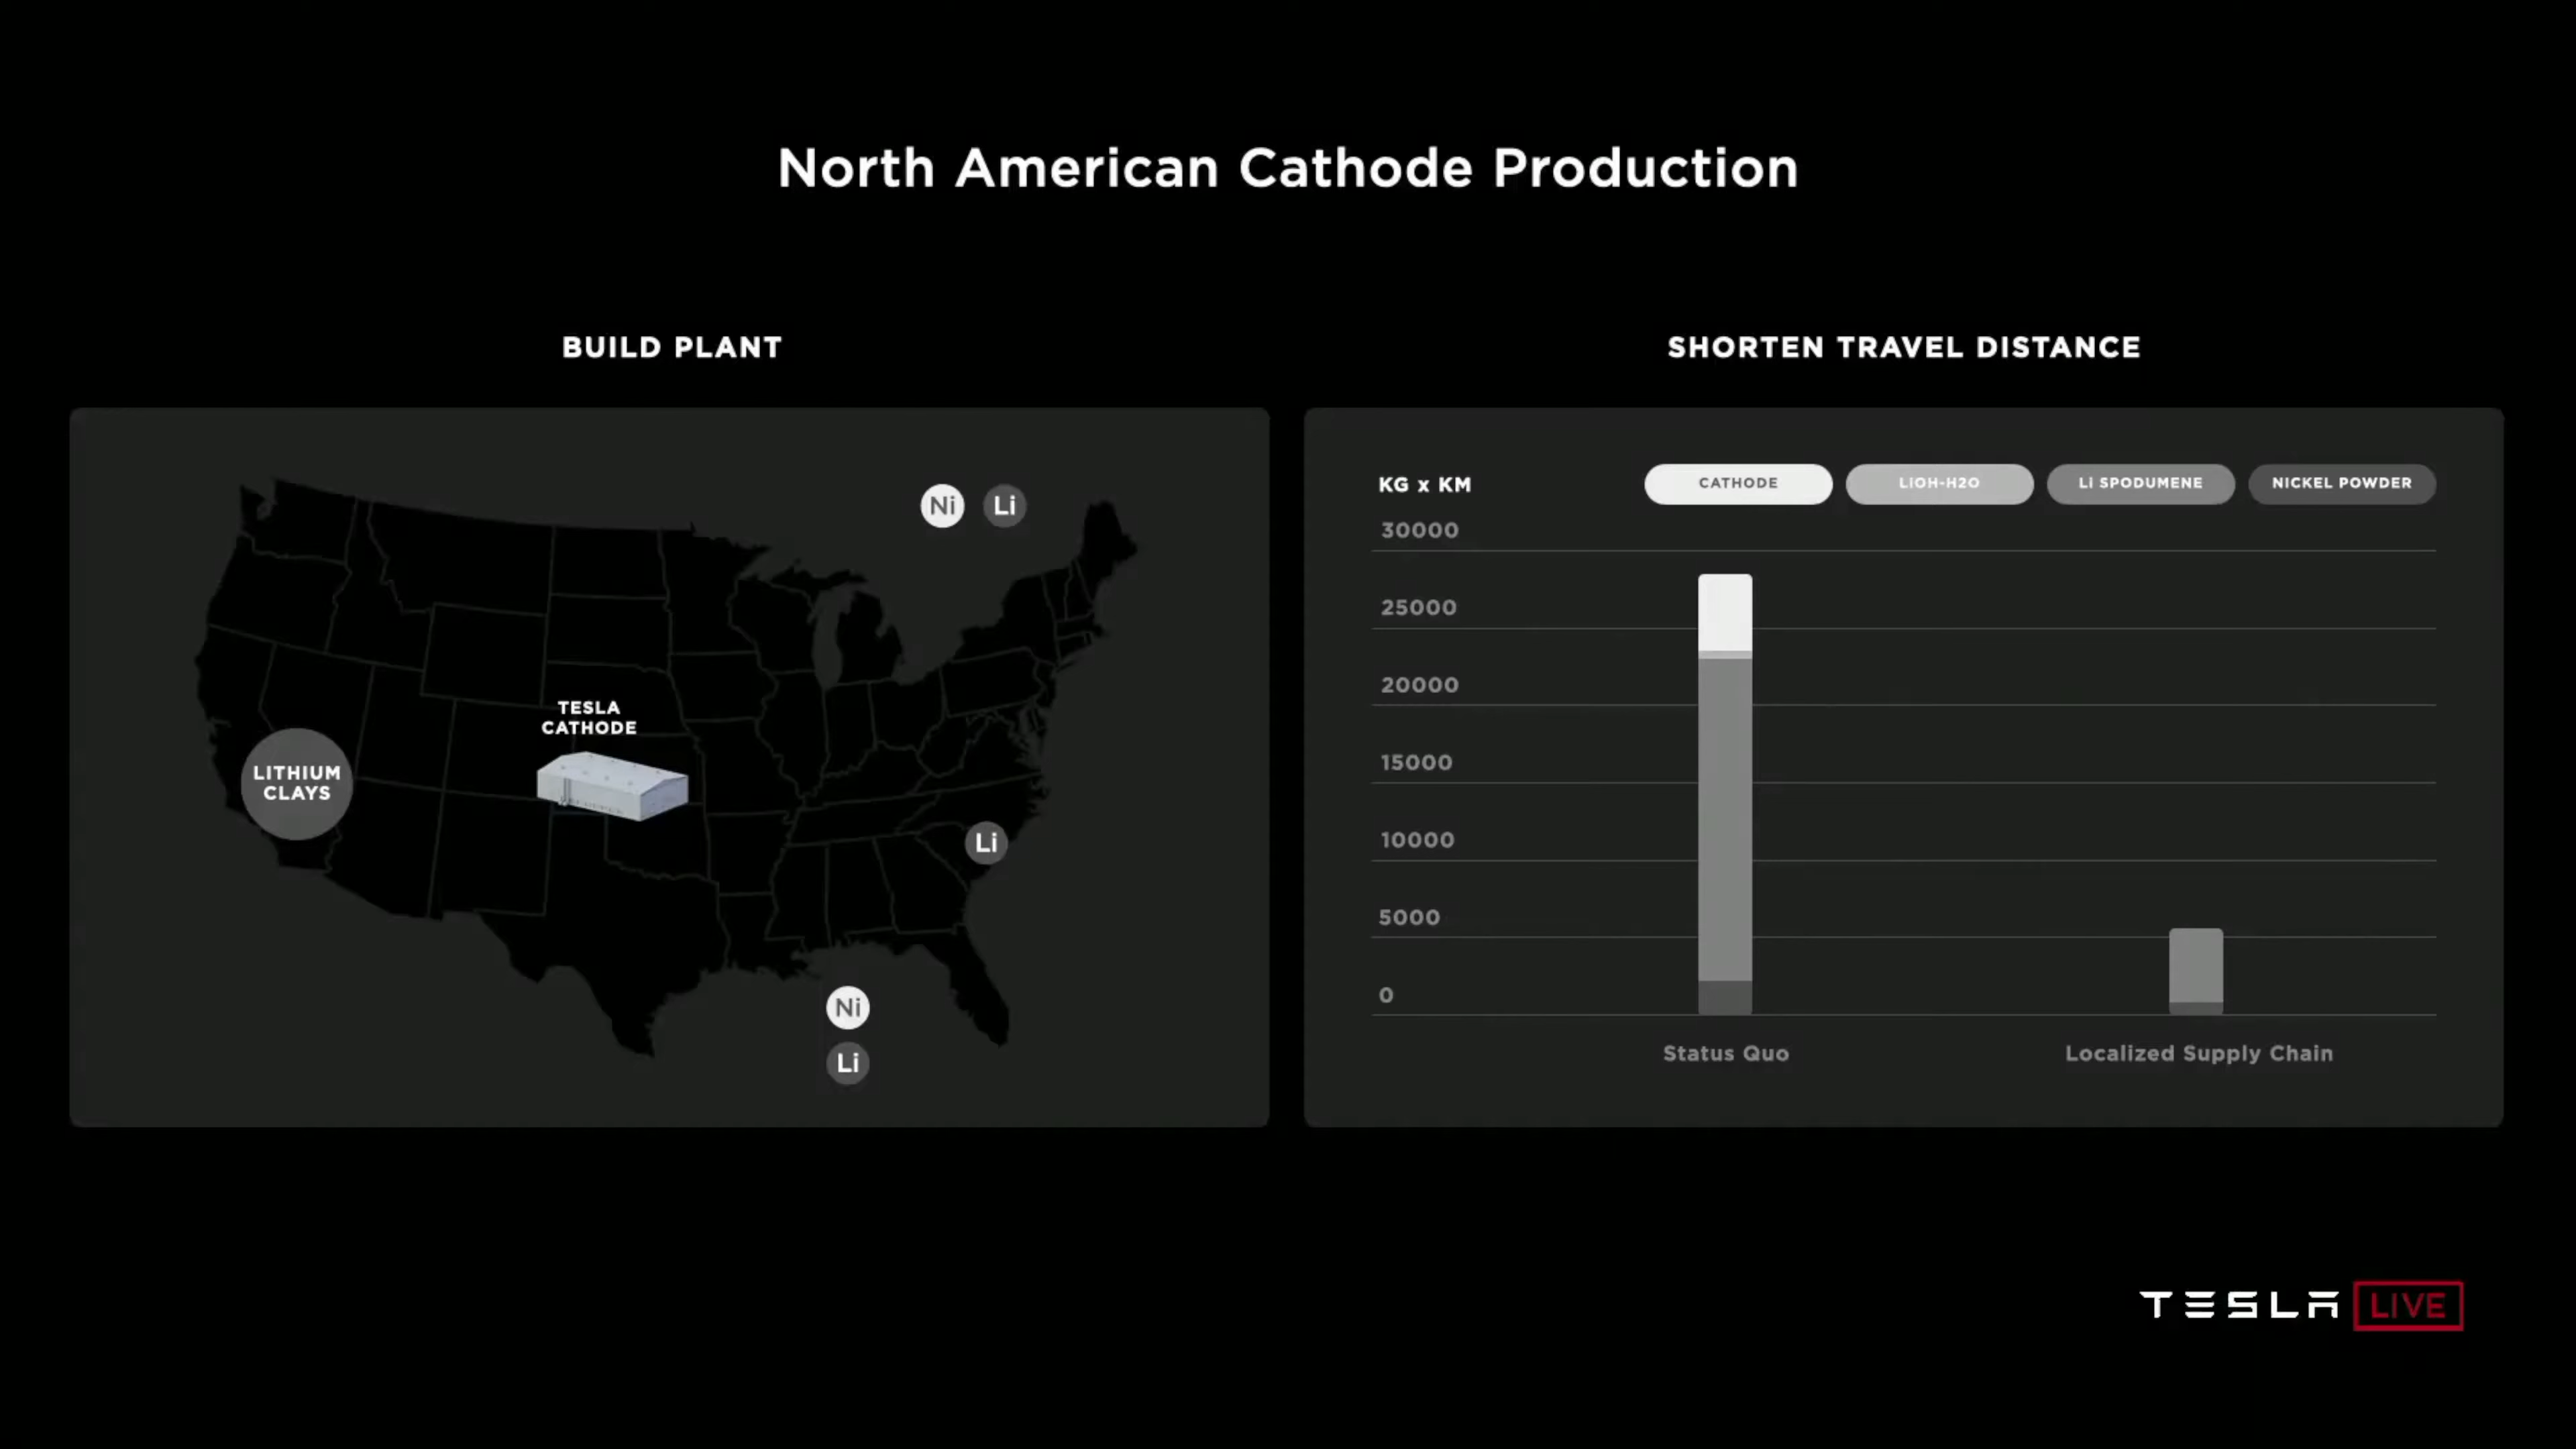 North American Cathode Production
BUILD PLANT
Ni Li
TESLA
CATHODE
LITHIUM
CLAYS
Li
Ni
Li
SHORTEN TRAVEL DISTANCE
KG x KM
CATHODE
LIOH-H2O
LI SPODUMENE
NICKEL POWDER
30000
25000
20000
15000
10000
5000
0
Status Quo
Localized Supply Chain
TESLA LIVE